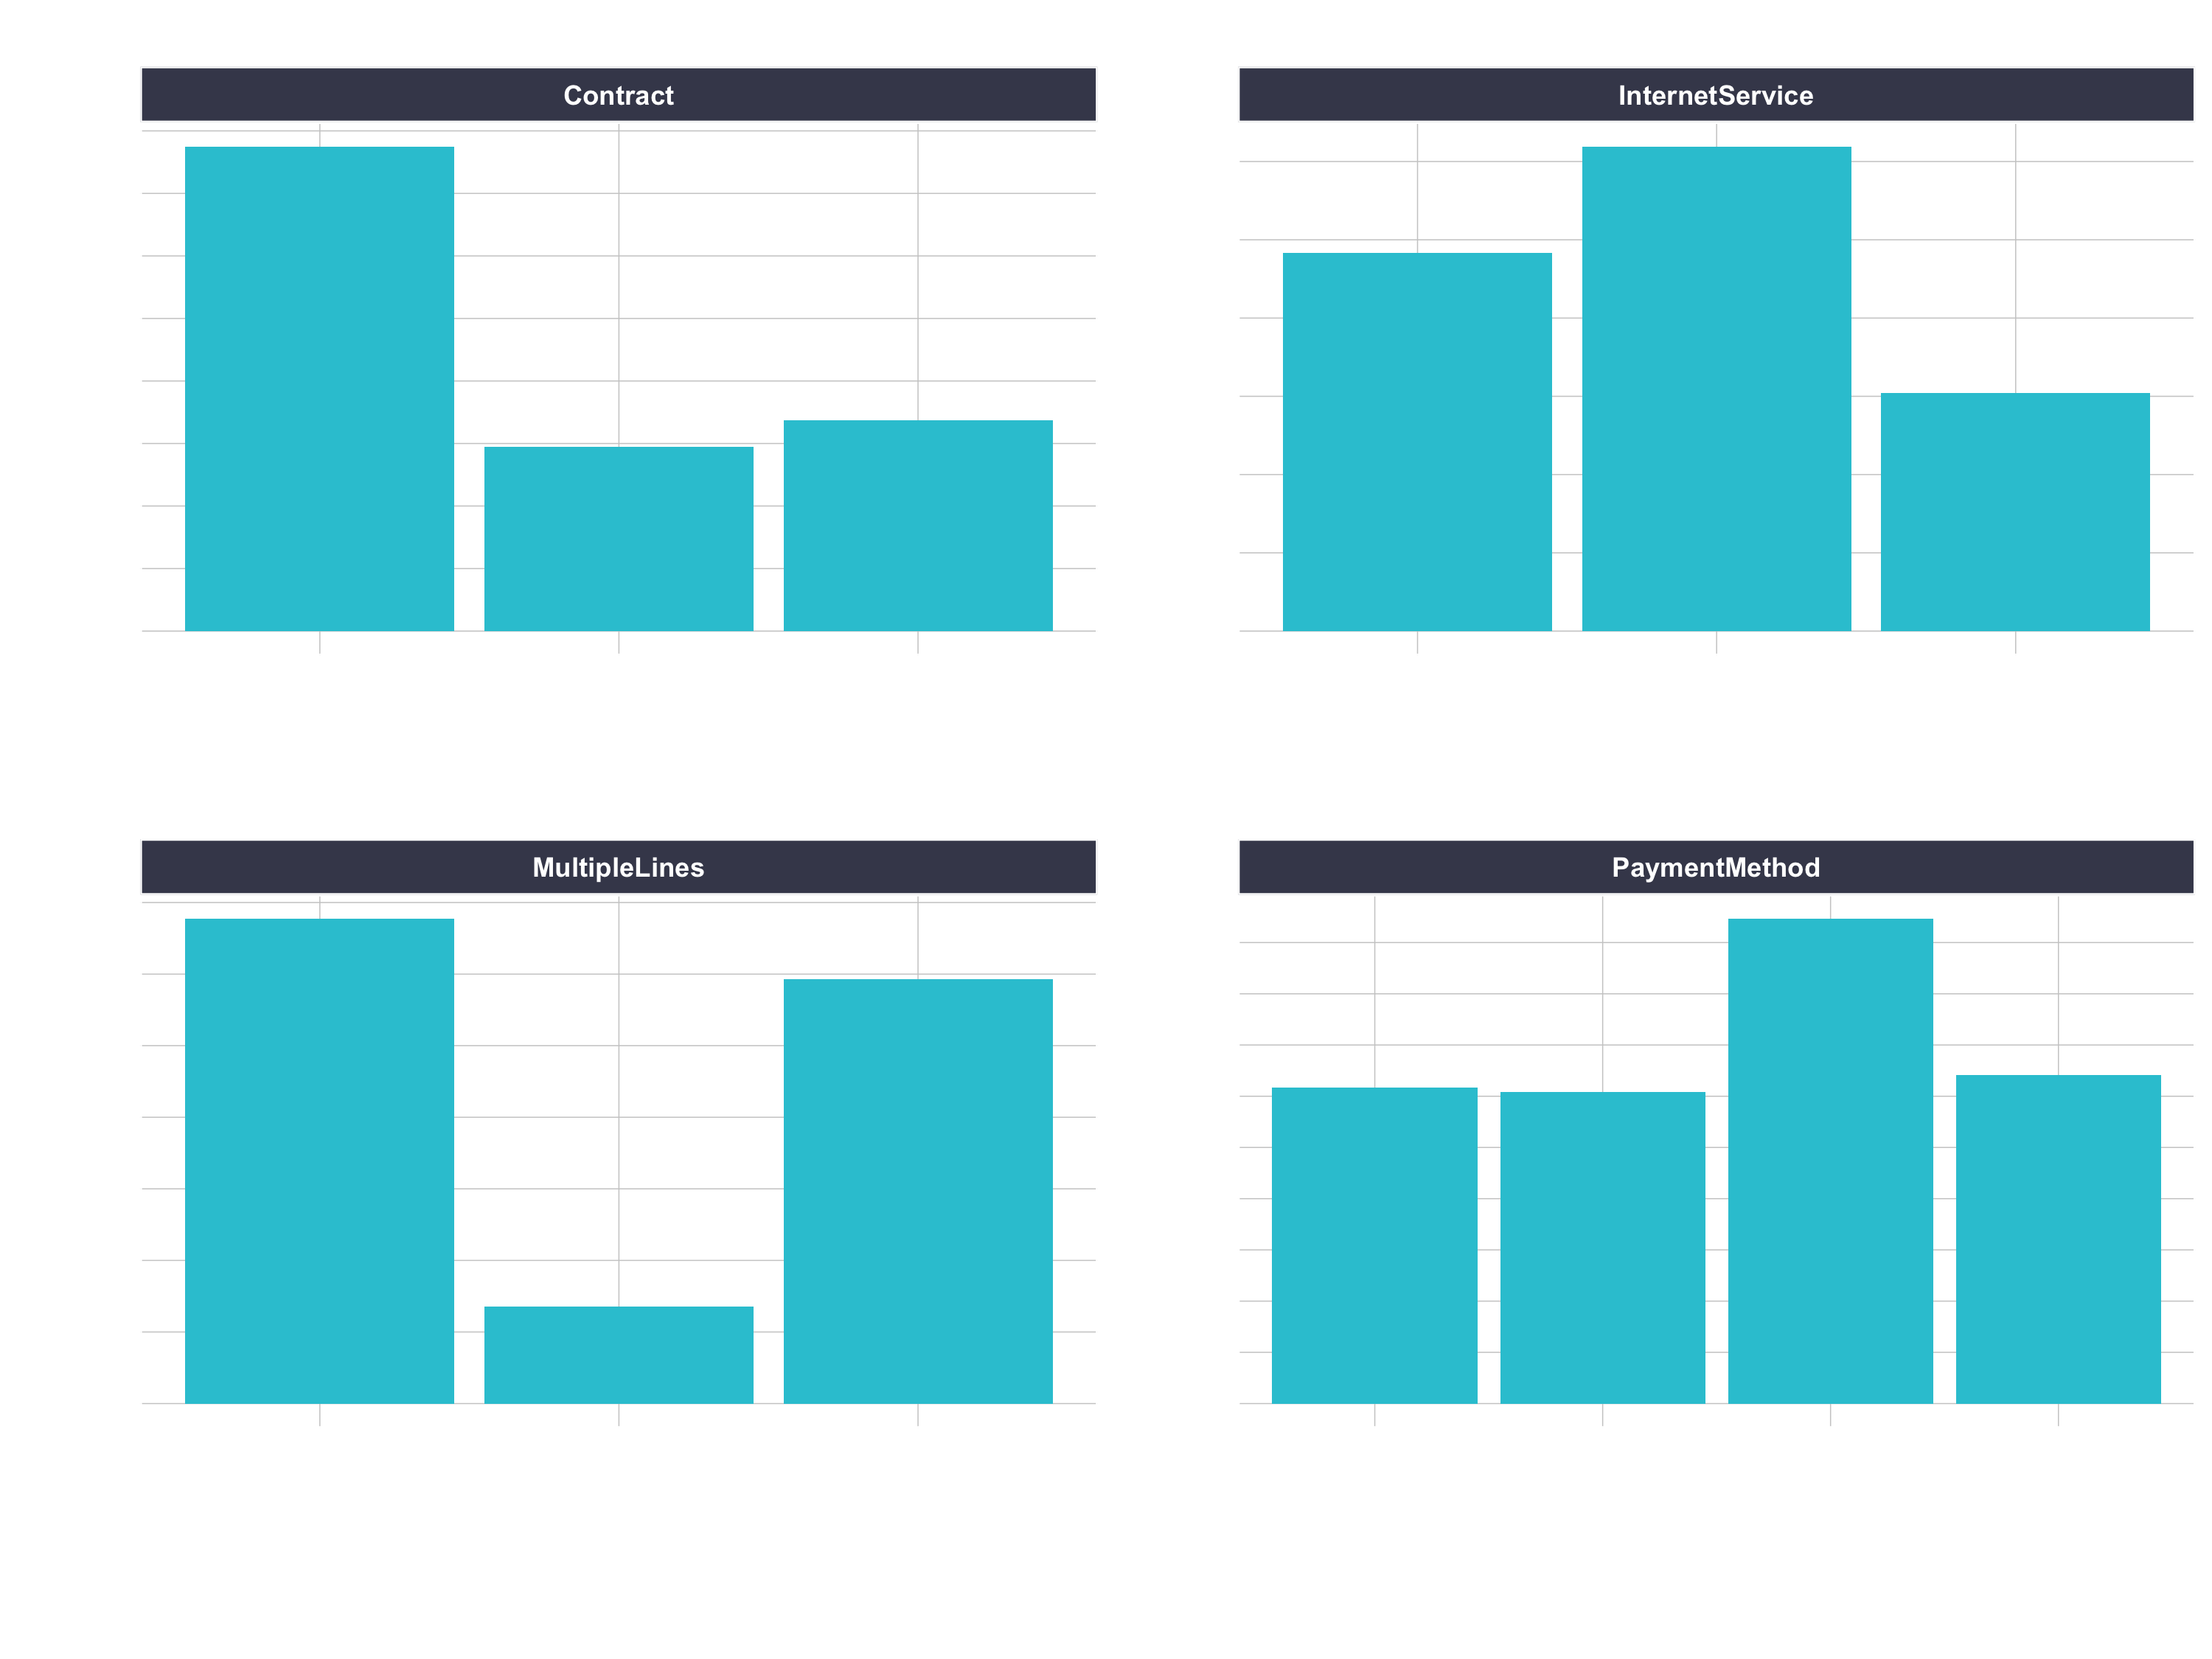 Contract
InternetService
MultipleLines
PaymentMethod